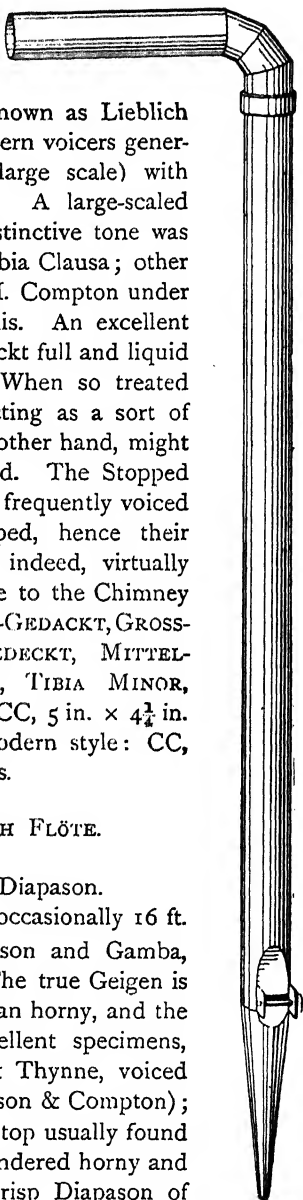 nown as Lieblich
ern voicers gener-
large scale) with
A large-scaled
stinctive tone was
bia Clausa; other
I. Compton under
is. An excellent
ckt full and liquid
When so treated
cting as a sort of
other hand, might
d. The Stopped
frequently voiced
ped, hence their
indeed, virtually
e to the Chimney
-GEDACKT, GROSS-
EDECKT, MITTEL-
, TIBIA MINOR,
CC, 5 in. × 4¼ in.
odern style: CC,
s.
H FLÖTE.
Diapason.
occasionally 16 ft.
son and Gamba,
The true Geigen is
an horny, and the
ellent specimens,
t Thynne, voiced
son & Compton);
top usually found
ndered horny and
risp Diapason of